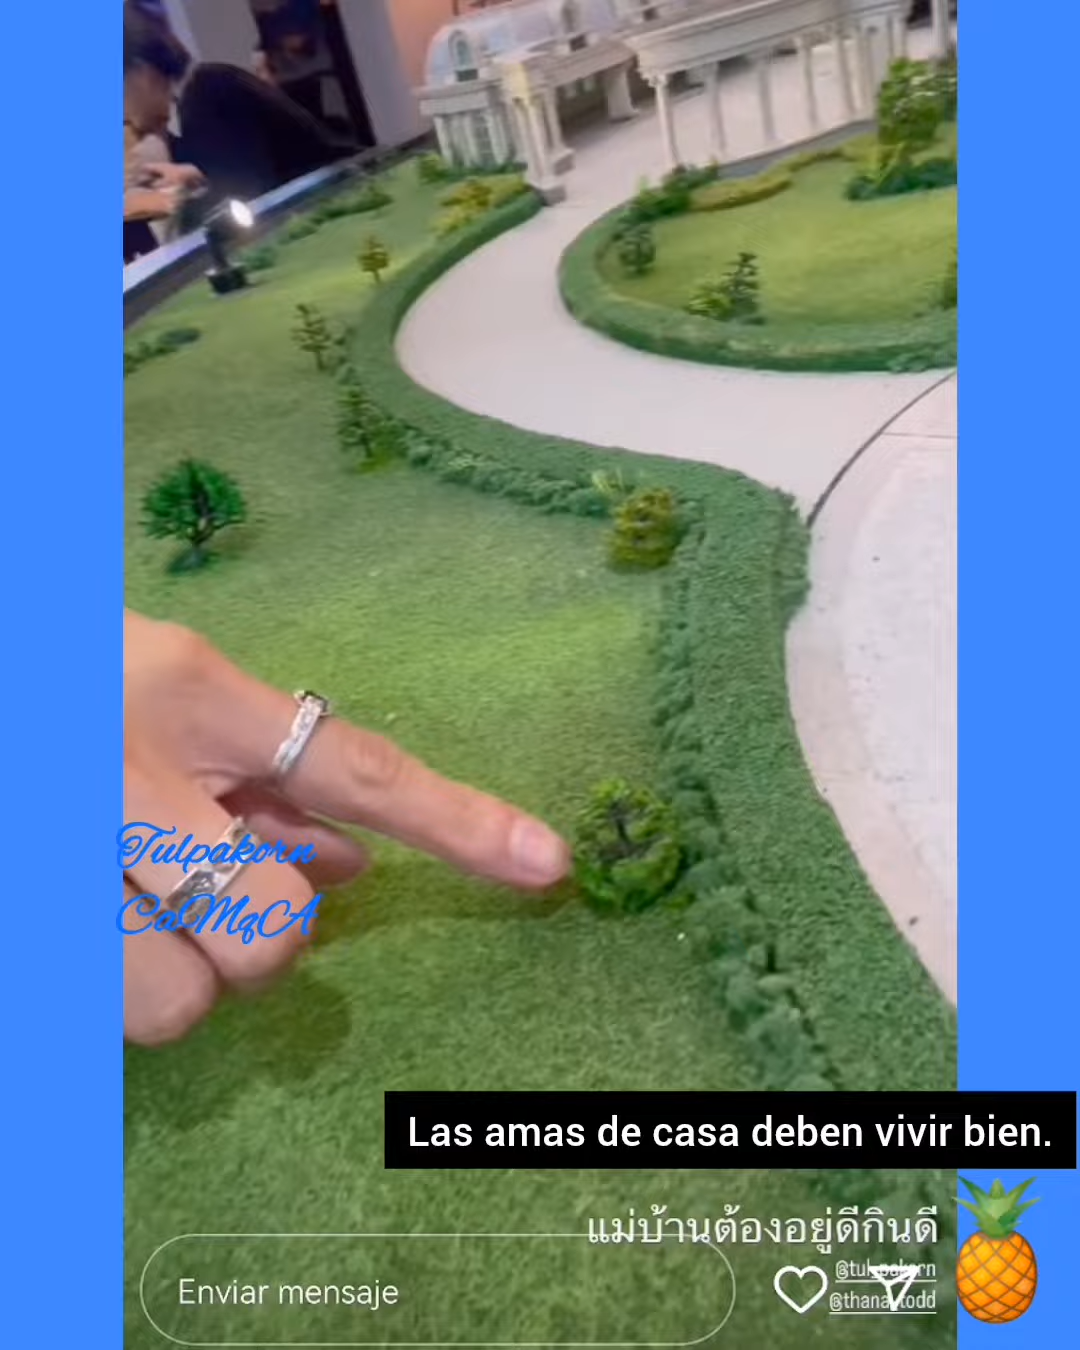 Tulpakorn
CaMqA
Las amas de casa deben vivir bien.
แม่บ้านต้องอยู่ดีกินดี
Enviar mensaje